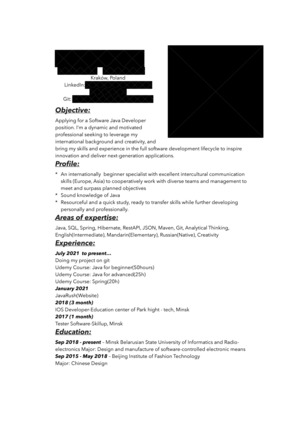 Kraków, Poland
LinkedIn:
Git:
Objective:
Applying for a Software Java Developer
position. I'm a dynamic and motivated
professional seeking to leverage my
international background and creativity, and
bring my skills and experience in the full software development lifecycle to inspire
innovation and deliver next-generation applications.
Profile:
* An internationally beginner specialist with excellent intercultural communication
skills (Europe, Asia) to cooperatively work with diverse teams and management to
meet and surpass planned objectives
* Sound knowledge of Java
* Resourceful and a quick study, ready to transfer skills while further developing
personally and professionally.
Areas of expertise:
Java, SQL, Spring, Hibernate, RestAPI, JSON, Maven, Git, Analytical Thinking,
English(Intermediate), Mandarin(Elementary), Russian(Native), Creativity
Experience:
July 2021 to present...
Doing my project on git
Udemy Course: Java for beginner(50hours)
Udemy Course: Java for advanced(25h)
Udemy Course: Spring(20h)
January 2021
JavaRush(Website)
2018 (3 month)
IOS Developer-Education center of Park hight - tech, Minsk
2017 (1 month)
Tester Software-Skillup, Minsk
Education:
Sep 2018 - present – Minsk Belarusian State University of Informatics and Radio-
electronics Major: Design and manufacture of software-controlled electronic means
Sep 2015 - May 2018 – Beijing Institute of Fashion Technology
Major: Chinese Design